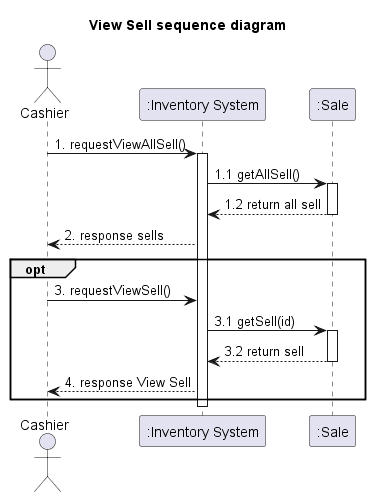 View Sell sequence diagram
Cashier
:Inventory System
:Sale
1. requestViewAllSell()
1.1 getAllSell()
1.2 return all sell
2. response sells
opt
3. requestViewSell()
3.1 getSell(id)
3.2 return sell
4. response View Sell
Cashier
:Inventory System
:Sale